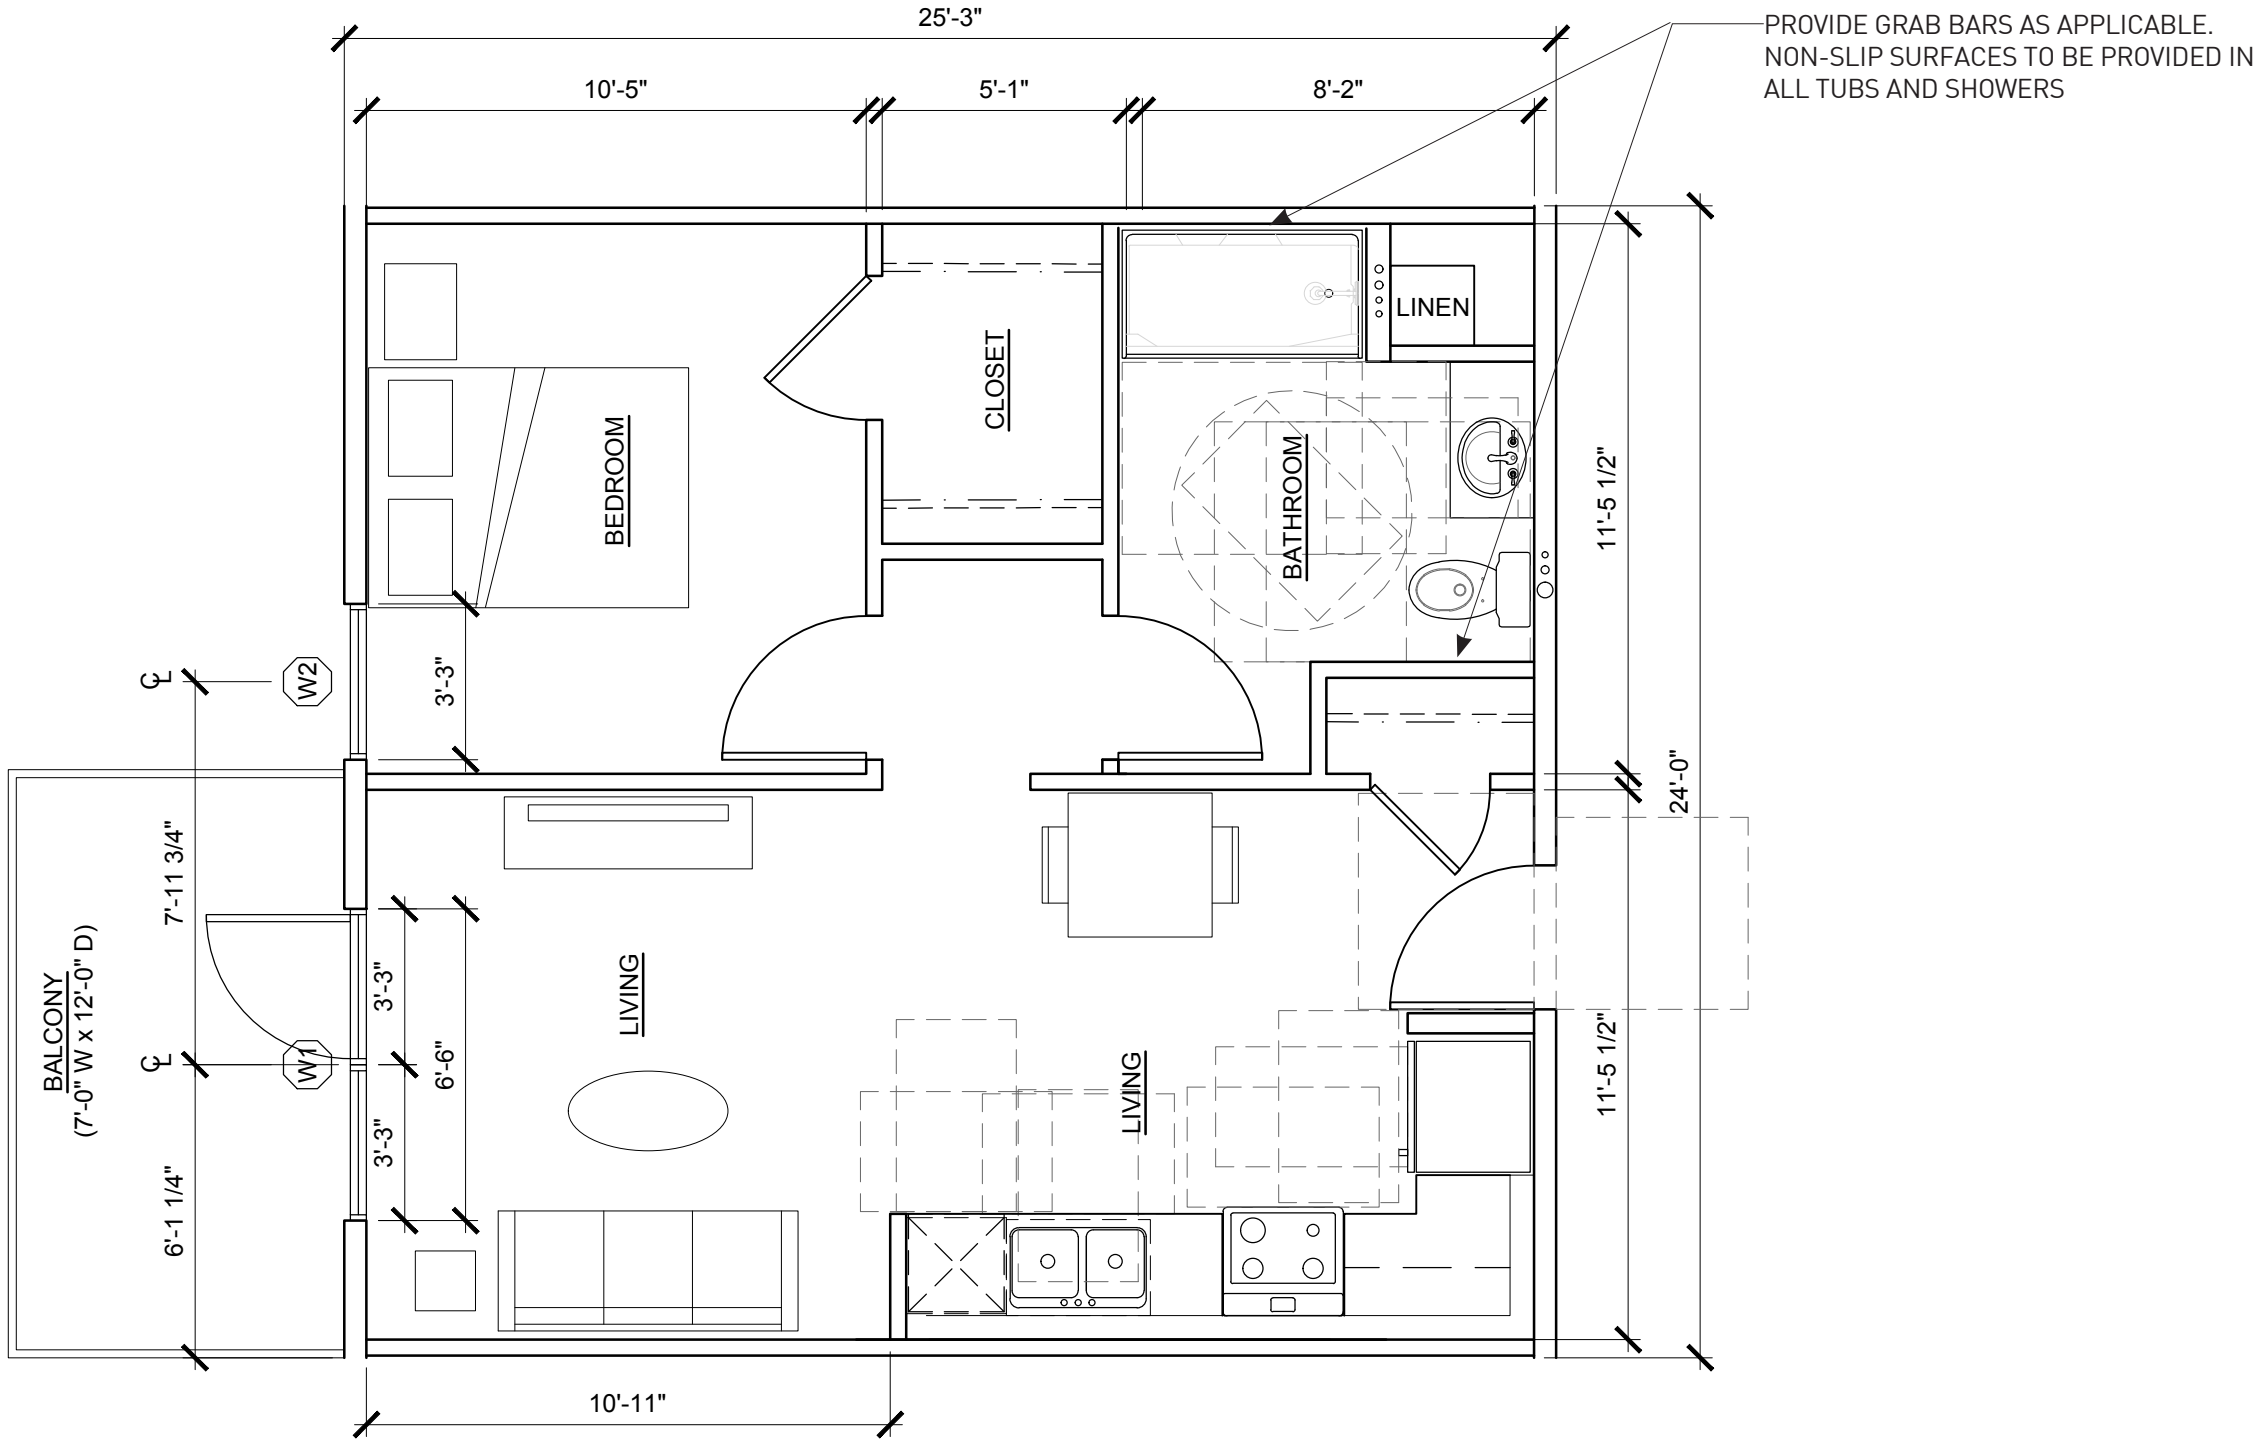 25'-3"
PROVIDE GRAB BARS AS APPLICABLE.
NON-SLIP SURFACES TO BE PROVIDED IN
ALL TUBS AND SHOWERS
10'-5"
5'-1"
8'-2"
LINEN
CLOSET
BEDROOM
BATHROOM
11'-5 1/2"
CL
W2
3'-3"
24'-0"
7'-11 3/4"
BALCONY
(7'-0" W x 12'-0" D)
3'-3"
LIVING
CL
W1
6'-6"
LIVING
11'-5 1/2"
3'-3"
6'-1 1/4"
10'-11"